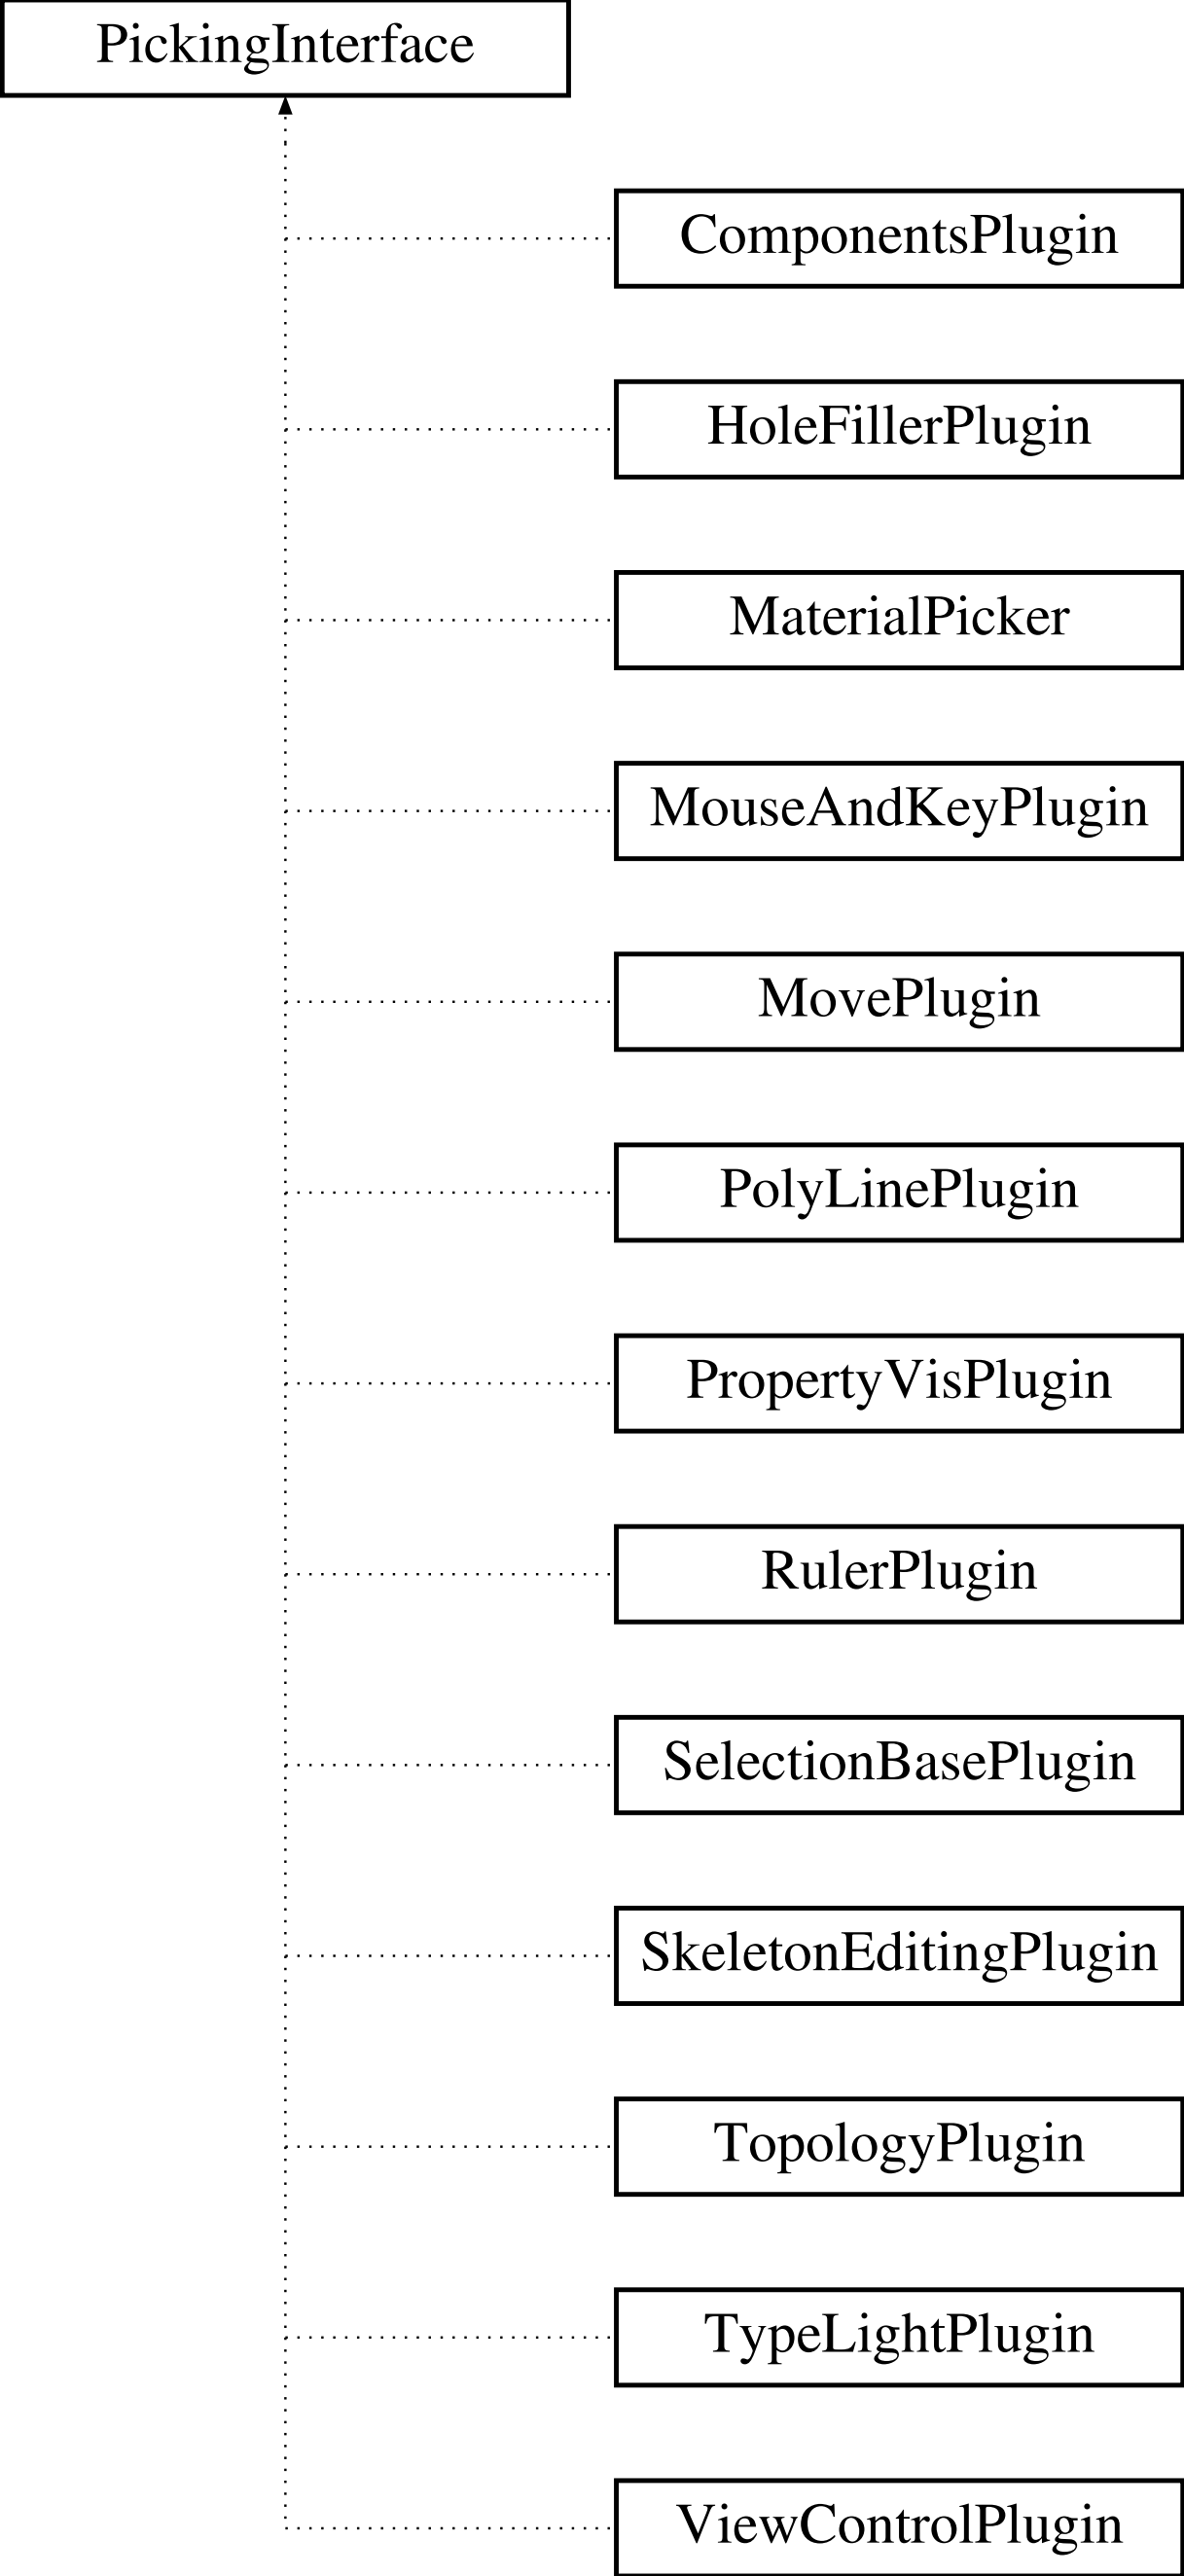 PickingInterface
ComponentsPlugin
HoleFillerPlugin
MaterialPicker
MouseAndKeyPlugin
MovePlugin
PolyLinePlugin
PropertyVisPlugin
RulerPlugin
SelectionBasePlugin
SkeletonEditingPlugin
TopologyPlugin
TypeLightPlugin
ViewControlPlugin